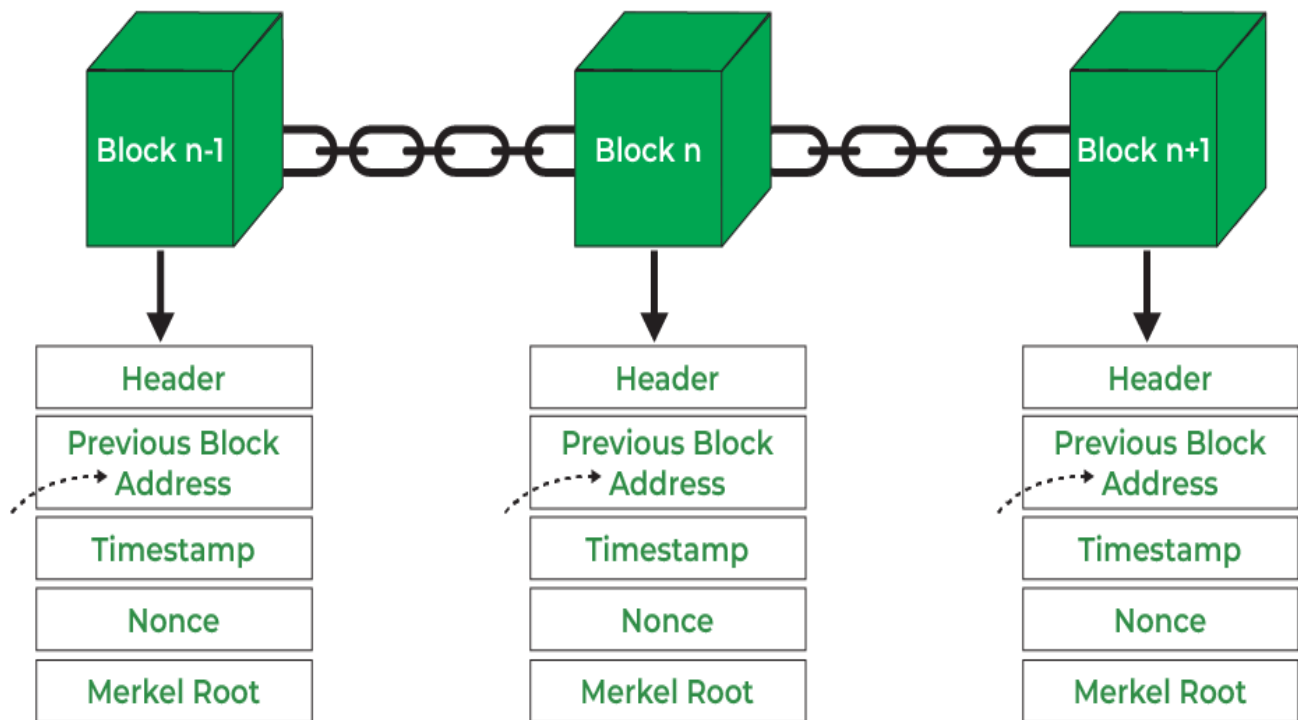 Block n-1
Block n
Block n+1
Header
Header
Header
Previous Block
Address
Previous Block
Address
Previous Block
Address
Timestamp
Timestamp
Timestamp
Nonce
Nonce
Nonce
Merkel Root
Merkel Root
Merkel Root